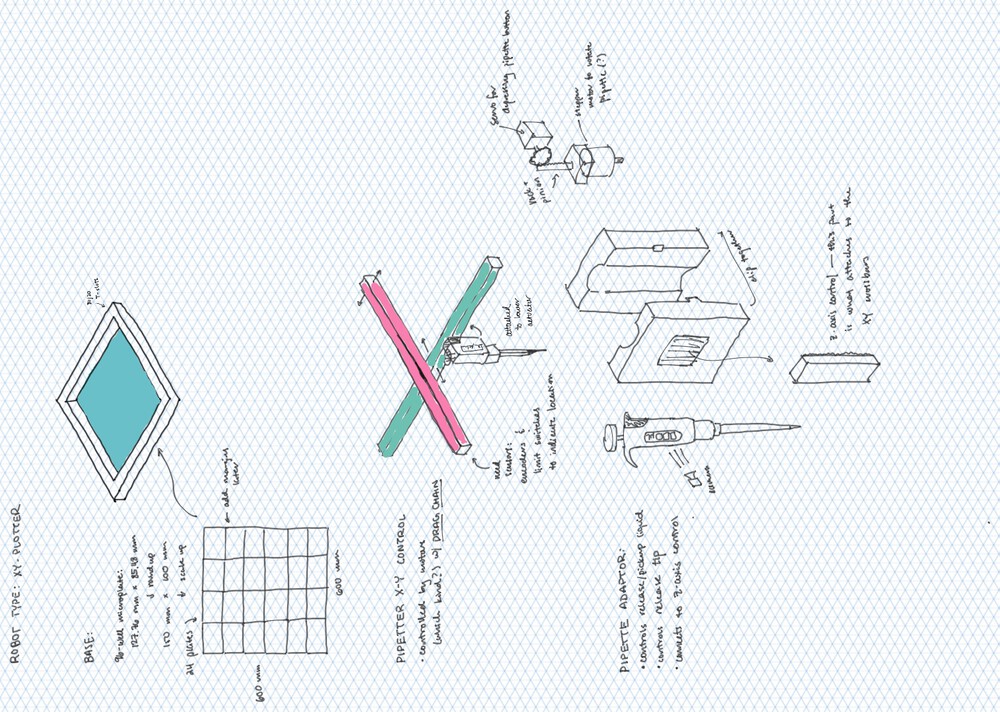 ROBOT TYPE: XY-PLOTTER
BASE:
T-slots
96-well microplate:
127.76 mm × 85.48 mm
↓ round up
150 mm × 100 mm
↓ scale up
24 plates
← add margins
later
600 mm
600 mm
PIPETTER X-Y CONTROL
• controlled by motors
(which kind?) w/ DRAG CHAIN
need
sensors:
encoders &
limit switches
to indicate location
attached
to lower
actuator
servo for
depressing pipette button
rack +
pinion
stepper
motor to rotate
pipette (?)
PIPETTE ADAPTOR:
• controls release/pickup liquid
• controls release tip
• connects to z-axis control
camera
clip together
z-axis control — this part
is what attaches to the
XY crossbars